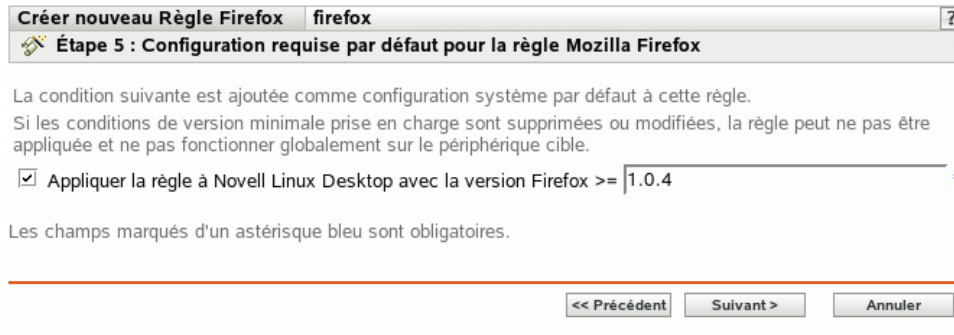 Créer nouveau Règle Firefox firefox ?
Étape 5 : Configuration requise par défaut pour la règle Mozilla Firefox
La condition suivante est ajoutée comme configuration système par défaut à cette règle.
Si les conditions de version minimale prise en charge sont supprimées ou modifiées, la règle peut ne pas être
appliquée et ne pas fonctionner globalement sur le périphérique cible.
Appliquer la règle à Novell Linux Desktop avec la version Firefox >= 1.0.4
Les champs marqués d'un astérisque bleu sont obligatoires.
<< Précédent Suivant > Annuler